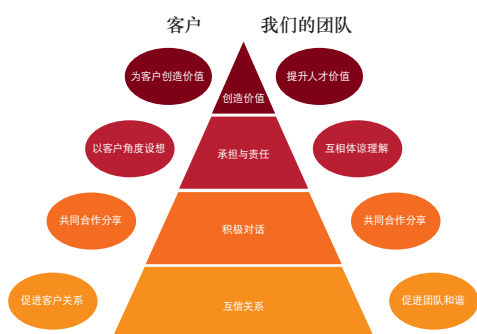 客户
我们的团队
为客户创造价值
创造价值
提升人才价值
以客户角度设想
承担与责任
互相体谅理解
共同合作分享
积极对话
共同合作分享
促进客户关系
互信关系
促进团队和谐